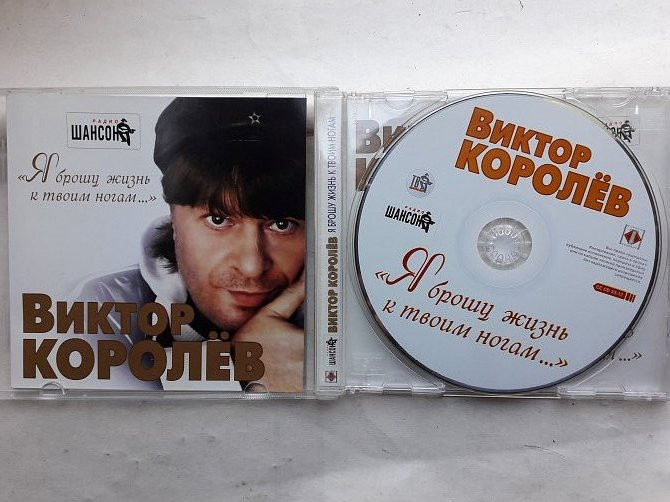 РАДИО
ШАНСОН
«Я брошу жизнь
к твоим ногам...»
ВИКТОР
КОРОЛЁВ
ШАНСОН ВИКТОР КОРОЛЁВ Я БРОШУ ЖИЗНЬ К ТВОИМ НОГАМ
ВИКТОР
КОРОЛЁВ
РАДИО
ШАНСОН
«Я брошу жизнь
к твоим ногам...»